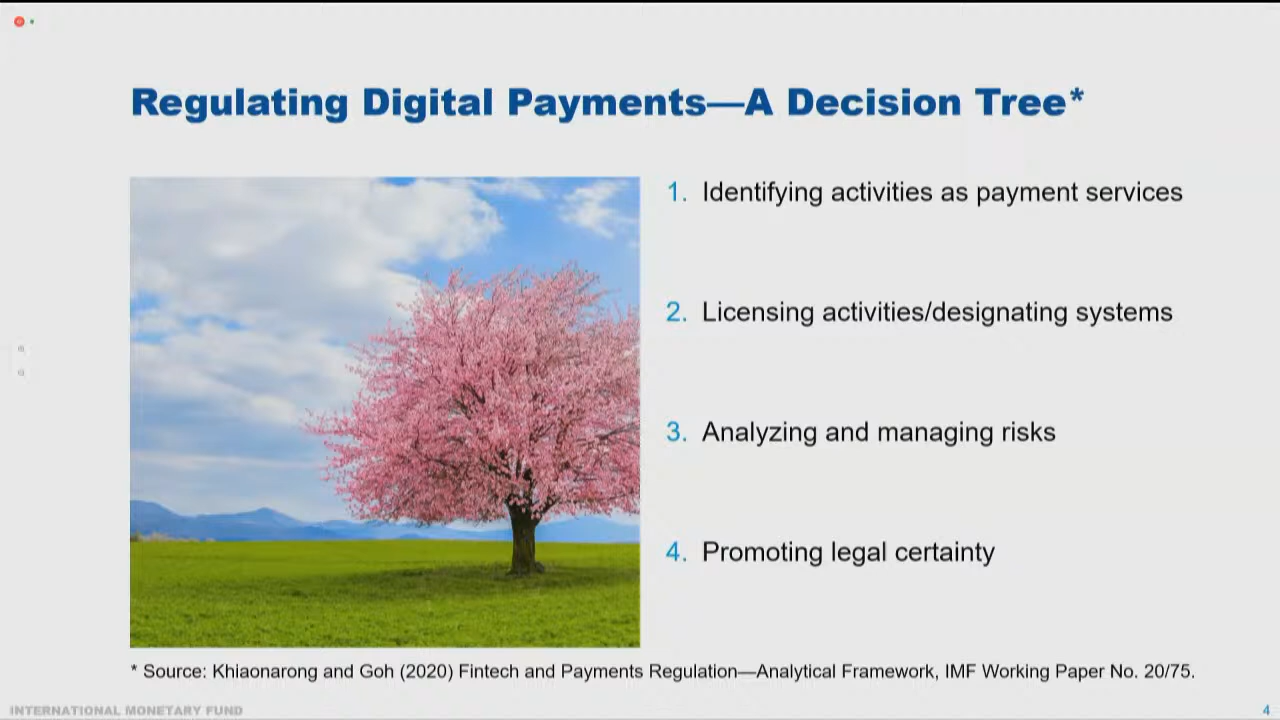 Regulating Digital Payments—A Decision Tree*
1. Identifying activities as payment services
2. Licensing activities/designating systems
3. Analyzing and managing risks
4. Promoting legal certainty
* Source: Khiaonarong and Goh (2020) Fintech and Payments Regulation—Analytical Framework, IMF Working Paper No. 20/75.
INTERNATIONAL MONETARY FUND
4